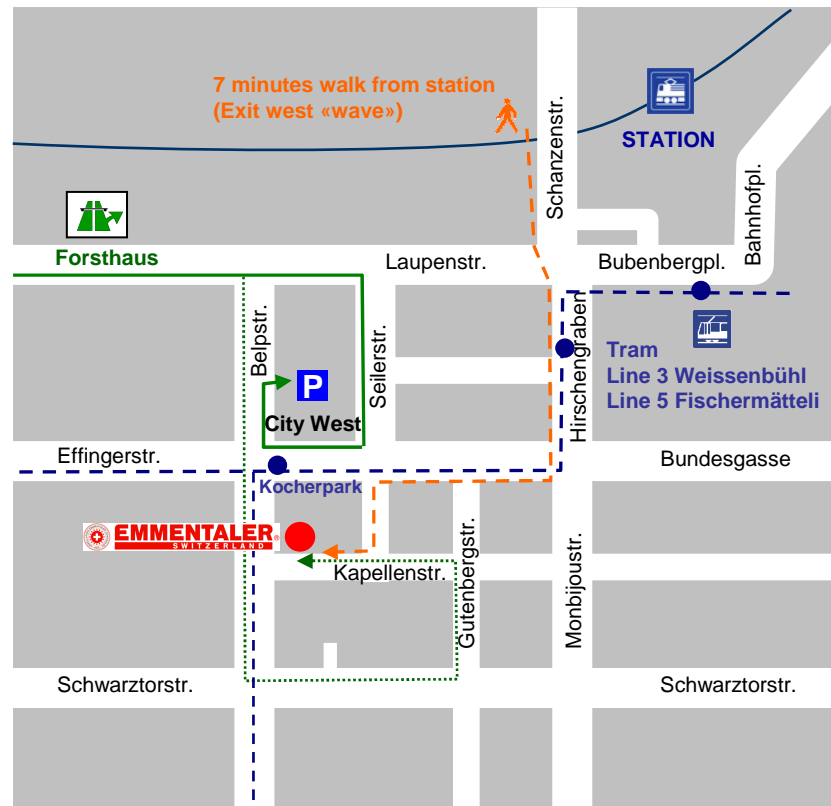 7 minutes walk from station
(Exit west «wave»)
Schanzenstr.
STATION
Bahnhofpl.
Forsthaus
Laupenstr.
Bubenbergpl.
Belpstr.
Seilerstr.
Hirschengraben
P
City West
Tram
Line 3 Weissenbühl
Line 5 Fischermätteli
Effingerstr.
Bundesgasse
Kocherpark
EMMENTALER®
SWITZERLAND
Kapellenstr.
Gutenbergstr.
Monbijoustr.
Schwarztorstr.
Schwarztorstr.